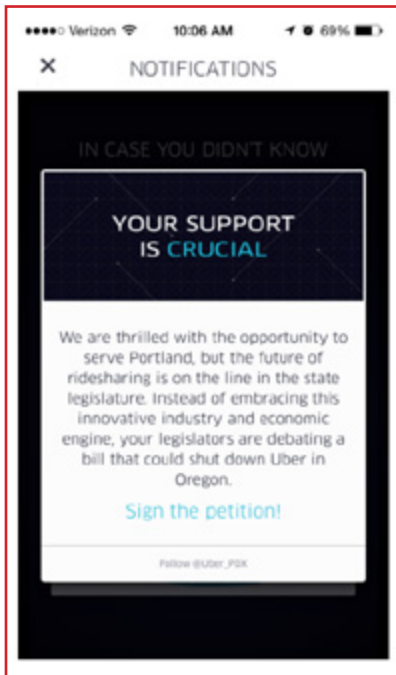 Verizon 10:06 AM 69%
× NOTIFICATIONS
IN CASE YOU DIDN'T KNOW
YOUR SUPPORT
IS CRUCIAL
We are thrilled with the opportunity to
serve Portland, but the future of
ridesharing is on the line in the state
legislature. Instead of embracing this
innovative industry and economic
engine, your legislators are debating a
bill that could shut down Uber in
Oregon.
Sign the petition!
Follow @Uber_PDX